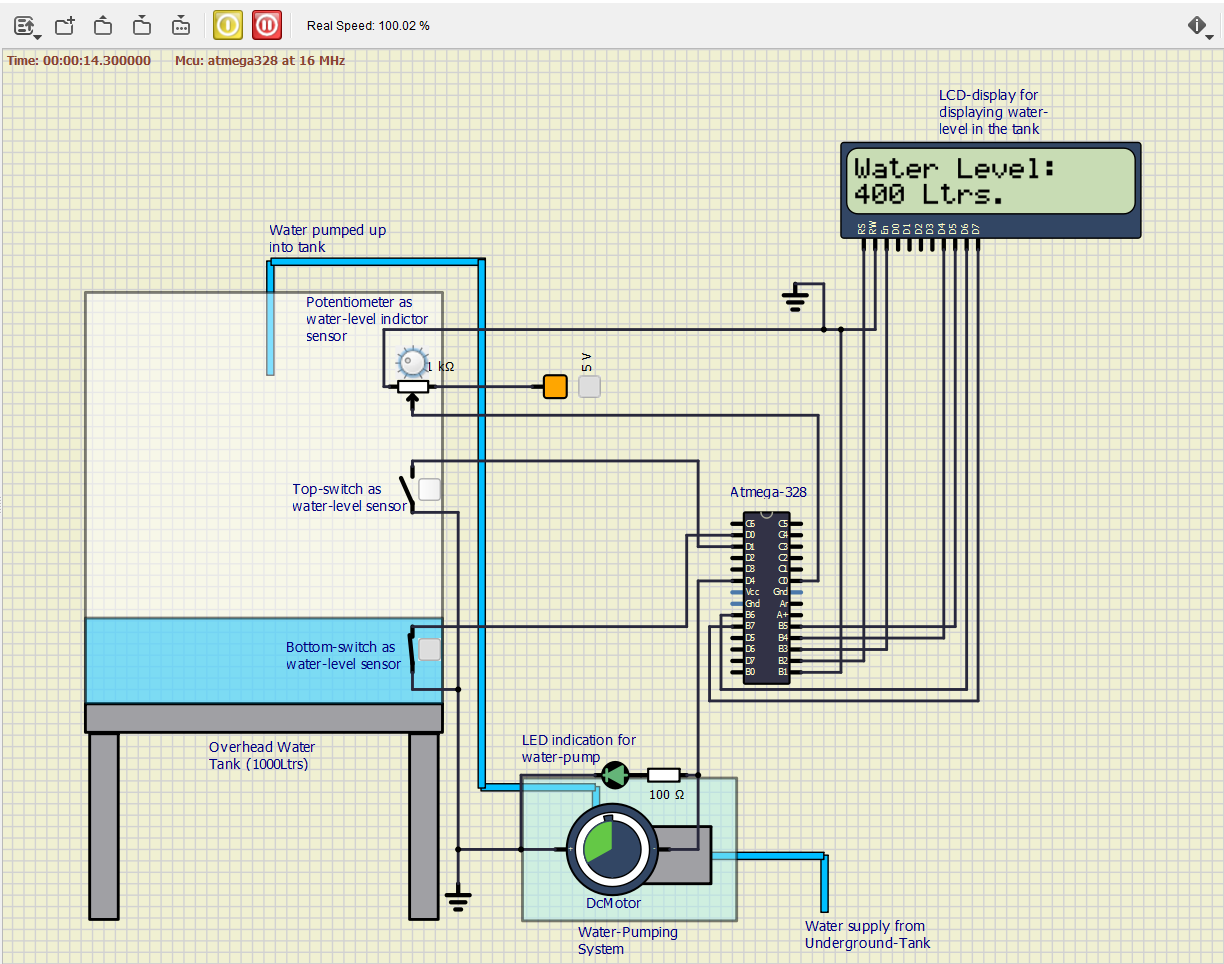 Real Speed: 100.02 %
Time: 00:00:14.300000 Mcu: atmega328 at 16 MHz
LCD-display for
displaying water-
level in the tank
Water Level:
400 Ltrs.
RS RW En D0 D1 D2 D3 D4 D5 D6 D7
Water pumped up
into tank
Potentiometer as
water-level indictor
sensor
1 kΩ
5 V
Top-switch as
water-level sensor
Atmega-328
C6 C5
D0 C4
D1 C3
D2 C2
D3 C1
D4 C0
Vcc Gnd
Gnd Ar
B6 A+
B7 B5
D5 B4
D6 B3
D7 B2
B0 B1
Bottom-switch as
water-level sensor
Overhead Water
Tank (1000Ltrs)
LED indication for
water-pump
100 Ω
DcMotor
Water-Pumping
System
Water supply from
Underground-Tank